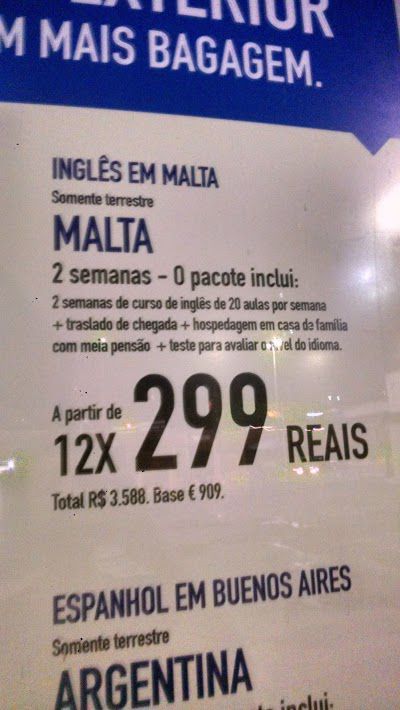 EXTERIOR
M MAIS BAGAGEM.
INGLÊS EM MALTA
Somente terrestre
MALTA
2 semanas - O pacote inclui:
2 semanas de curso de inglês de 20 aulas por semana
+ traslado de chegada + hospedagem em casa de família
com meia pensão + teste para avaliar o nível do idioma.
A partir de
12X 299 REAIS
Total R$ 3.588. Base € 909.
ESPANHOL EM BUENOS AIRES
Somente terrestre
ARGENTINA
inclui: